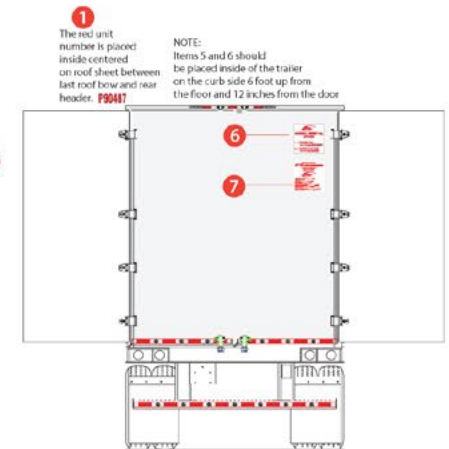 1
The red unit
number is placed
inside centered
on roof sheet between
last roof bow and rear
header. P90487
NOTE:
Items 5 and 6 should
be placed inside of the trailer
on the curb side 6 foot up from
the floor and 12 inches from the door
6
7